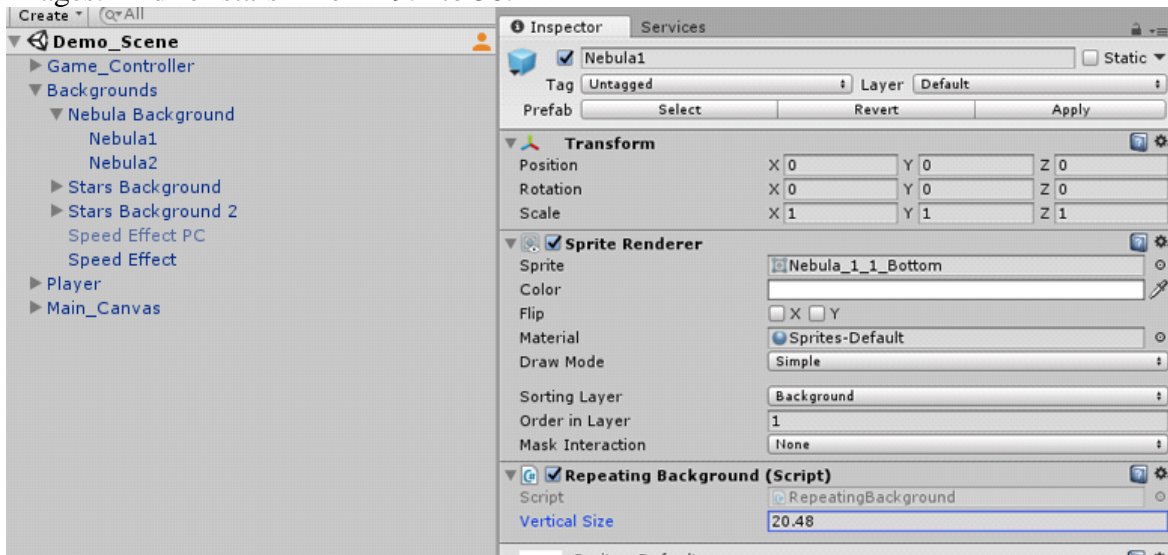 Create
All
Demo_Scene
Game_Controller
Backgrounds
Nebula Background
Nebula1
Nebula2
Stars Background
Stars Background 2
Speed Effect PC
Speed Effect
Player
Main_Canvas
Inspector Services
Nebula1 Static
Tag Untagged Layer Default
Prefab Select Revert Apply
Transform
Position X 0 Y 0 Z 0
Rotation X 0 Y 0 Z 0
Scale X 1 Y 1 Z 1
Sprite Renderer
Sprite Nebula_1_1_Bottom
Color
Flip X Y
Material Sprites-Default
Draw Mode Simple
Sorting Layer Background
Order in Layer 1
Mask Interaction None
Repeating Background (Script)
Script RepeatingBackground
Vertical Size 20.48